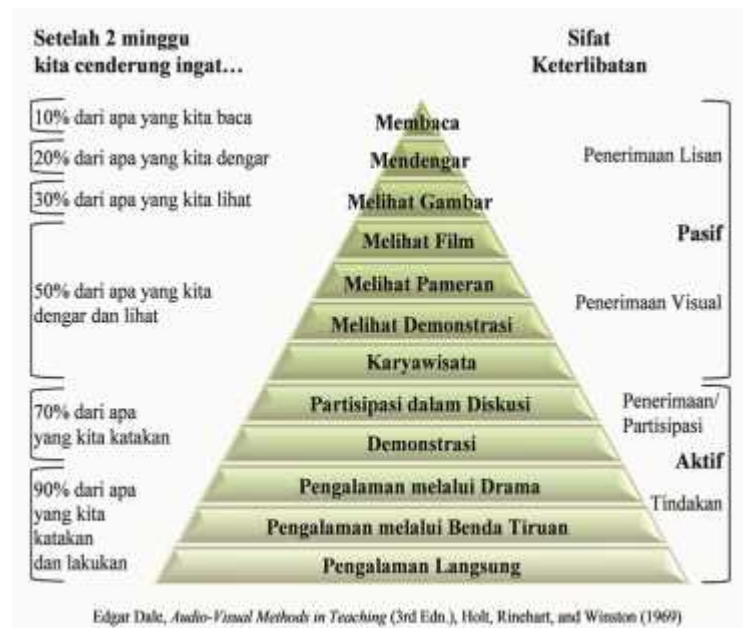 Setelah 2 minggu
kita cenderung ingat…
Sifat
Keterlibatan
10% dari apa yang kita baca
20% dari apa yang kita dengar
30% dari apa yang kita lihat
50% dari apa yang kita
dengar dan lihat
70% dari apa
yang kita katakan
90% dari apa
yang kita
katakan
dan lakukan
Membaca
Mendengar
Melihat Gambar
Melihat Film
Melihat Pameran
Melihat Demonstrasi
Karyawisata
Partisipasi dalam Diskusi
Demonstrasi
Pengalaman melalui Drama
Pengalaman melalui Benda Tiruan
Pengalaman Langsung
Penerimaan Lisan
Pasif
Penerimaan Visual
Penerimaan/
Partisipasi
Aktif
Tindakan
Edgar Dale, Audio-Visual Methods in Teaching (3rd Edn.), Holt, Rinehart, and Winston (1969)